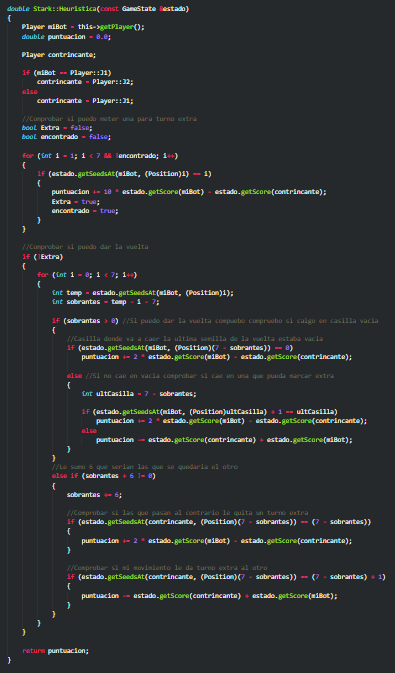 double Stark::Heuristica(const GameState &estado)
{
Player miBot = this->getPlayer();
double puntuacion = 0.0;
Player contrincante;
if (miBot == Player::J1)
contrincante = Player::J2;
else
contrincante = Player::J1;
//Comprobar si puedo meter una para turno extra
bool Extra = false;
bool encontrado = false;
for (int i = 1; i < 7 && !encontrado; i++)
{
if (estado.getSeedsAt(miBot, (Position)i) == i)
{
puntuacion += 10 * estado.getScore(miBot) - estado.getScore(contrincante);
Extra = true;
encontrado = true;
}
}
//Comprobar si puedo dar la vuelta
if (!Extra)
{
for (int i = 0; i < 7; i++)
{
int temp = estado.getSeedsAt(miBot, (Position)i);
int sobrantes = temp - i - 7;
if (sobrantes > 0) //Si puedo dar la vuelta compuebo compruebo si caigo en casilla vacia
{
//Casilla donde va a caer la ultima semilla de la vuelta estaba vacia
if (estado.getSeedsAt(miBot, (Position)(7 - sobrantes)) == 0)
puntuacion += 2 * estado.getScore(miBot) - estado.getScore(contrincante);
else //Si no cae en vacia comprobar si cae en una que pueda marcar extra
{
int ultCasilla = 7 - sobrantes;
if (estado.getSeedsAt(miBot, (Position)ultCasilla) + 1 == ultCasilla)
puntuacion += 2 * estado.getScore(miBot) - estado.getScore(contrincante);
else
puntuacion -= estado.getScore(contrincante) + estado.getScore(miBot);
}
}
//Le sumo 6 que serian las que se quedaria el otro
else if (sobrantes + 6 != 0)
{
sobrantes += 6;
//Comprobar si las que pasan al contrario le quita un turno extra
if (estado.getSeedsAt(contrincante, (Position)(7 - sobrantes)) == (7 - sobrantes))
{
puntuacion += 2 * estado.getScore(miBot) - estado.getScore(contrincante);
}
//Comprobar si mi movimiento le da turno extra al otro
if (estado.getSeedsAt(contrincante, (Position)(7 - sobrantes)) == (7 - sobrantes) + 1)
{
puntuacion -= estado.getScore(contrincante) + estado.getScore(miBot);
}
}
}
}
return puntuacion;
}